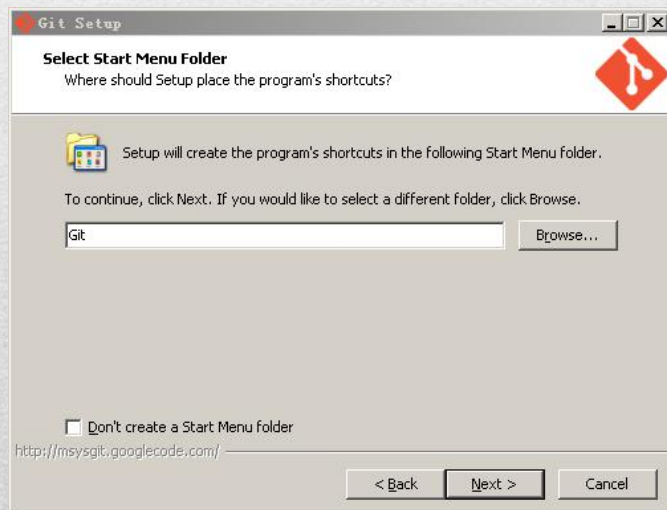 Git Setup
Select Start Menu Folder
Where should Setup place the program's shortcuts?
Setup will create the program's shortcuts in the following Start Menu folder.
To continue, click Next. If you would like to select a different folder, click Browse.
Git
Browse...
Don't create a Start Menu folder
http://msysgit.googlecode.com/
< Back
Next >
Cancel